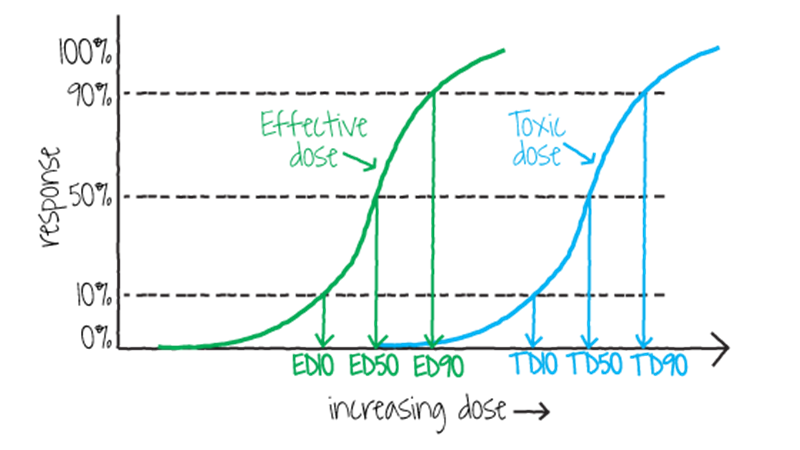 100%
90%
Effective
dose
Toxic
dose
response
50%
10%
0%
ED10 ED50 ED90 TD10 TD50 TD90
increasing dose